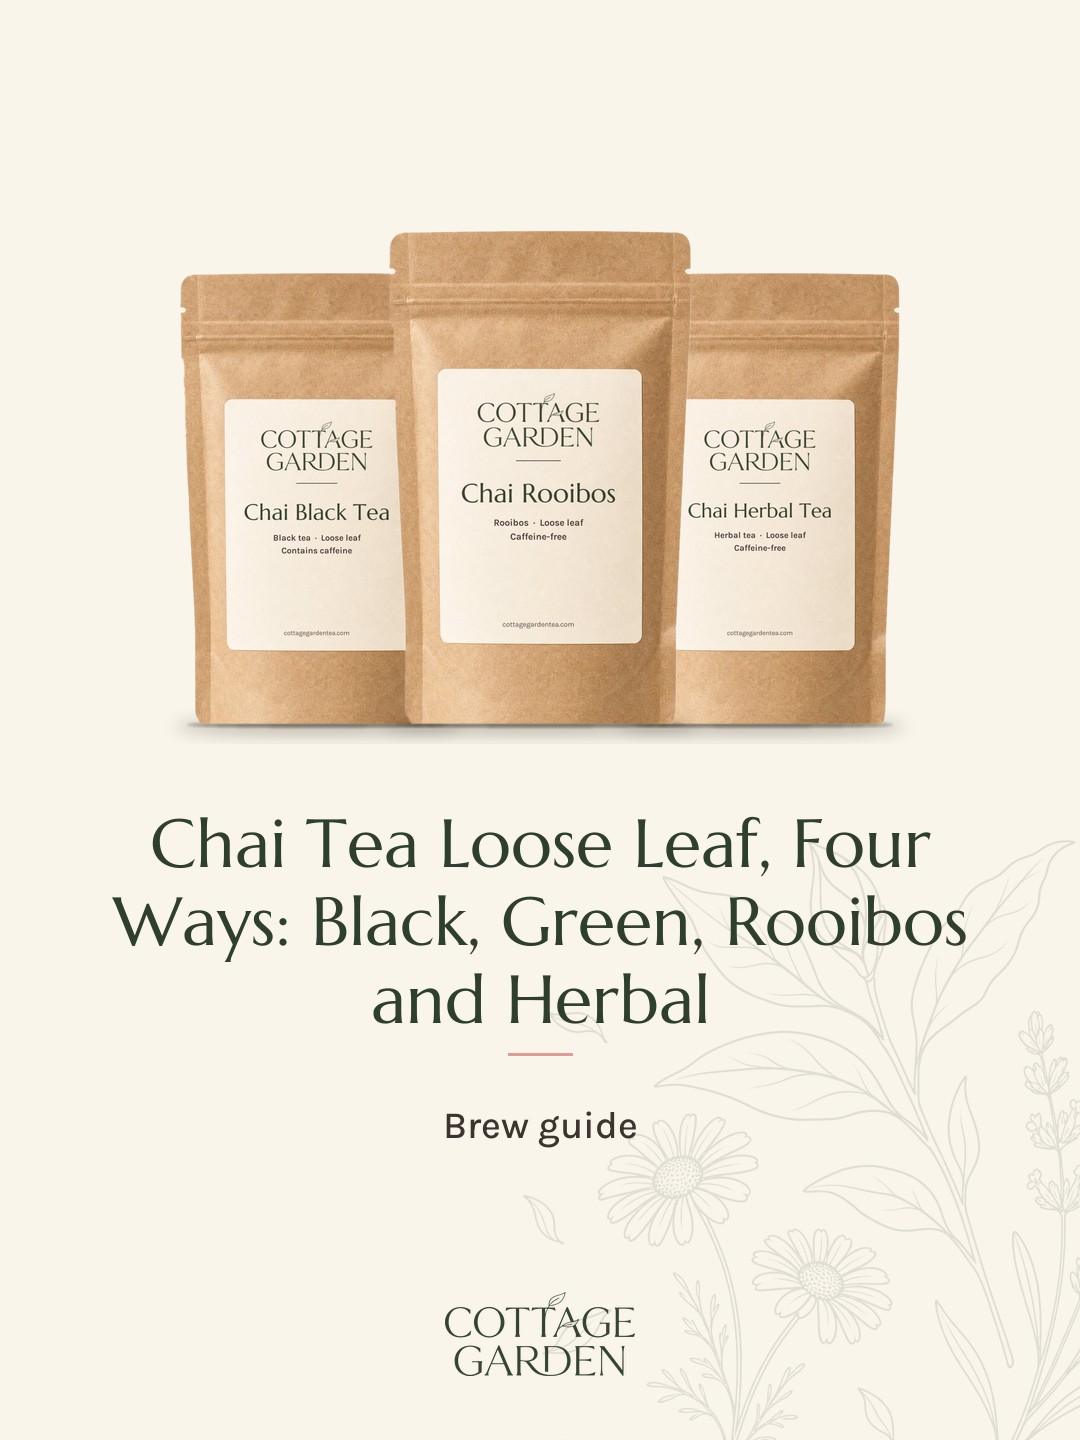 COTTAGE
GARDEN
Chai Black Tea
Black tea · Loose leaf
Contains caffeine
cottagegardentea.com
COTTAGE
GARDEN
Chai Rooibos
Rooibos · Loose leaf
Caffeine-free
cottagegardentea.com
COTTAGE
GARDEN
Chai Herbal Tea
Herbal tea · Loose leaf
Caffeine-free
cottagegardentea.com
Chai Tea Loose Leaf, Four
Ways: Black, Green, Rooibos
and Herbal
Brew guide
COTTAGE
GARDEN